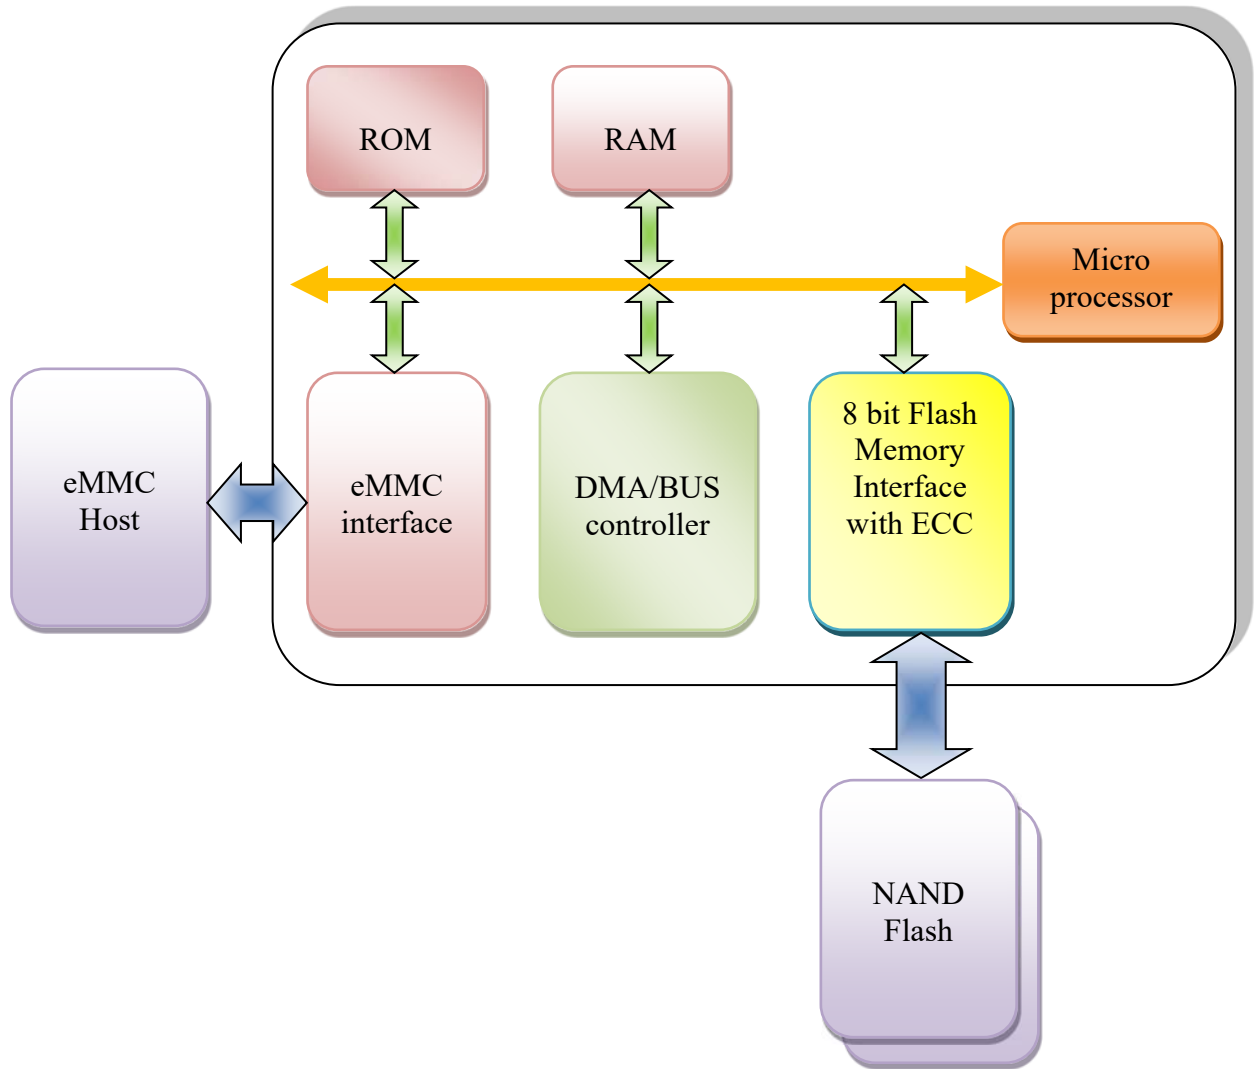 ROM
RAM
Micro
processor
eMMC
Host
eMMC
interface
DMA/BUS
controller
8 bit Flash
Memory
Interface
with ECC
NAND
Flash